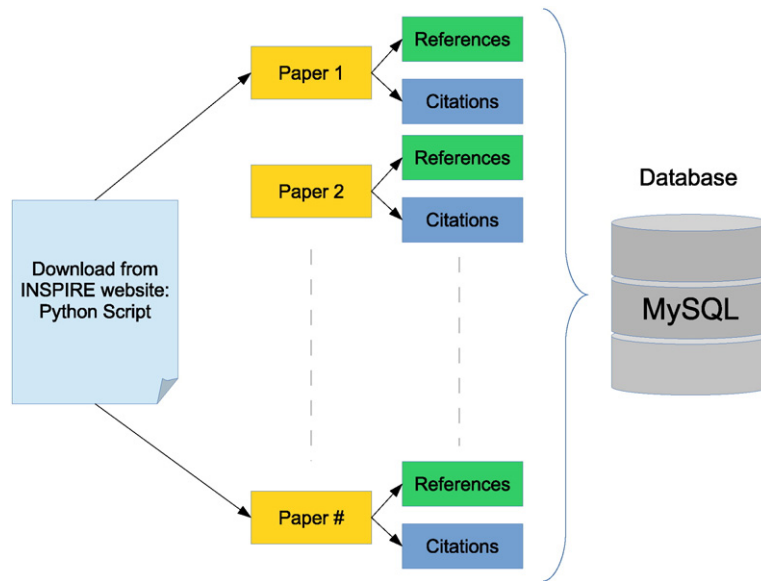 References
Paper 1
Citations
References
Paper 2
Citations
Database
Download from
INSPIRE website:
Python Script
MySQL
References
Paper #
Citations